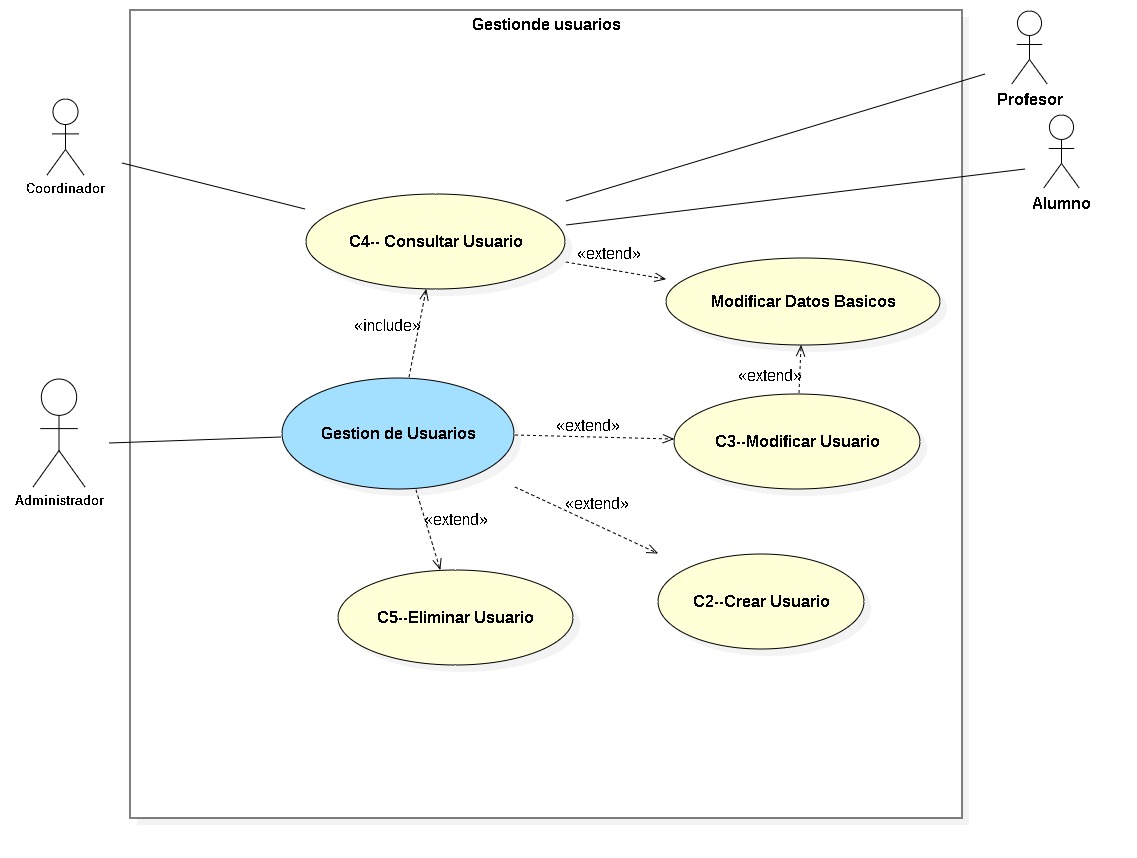 Gestionde usuarios
Profesor
Coordinador
Alumno
C4-- Consultar Usuario
«extend»
Modificar Datos Basicos
«include»
«extend»
Gestion de Usuarios
«extend»
C3--Modificar Usuario
Administrador
«extend»
«extend»
C2--Crear Usuario
C5--Eliminar Usuario